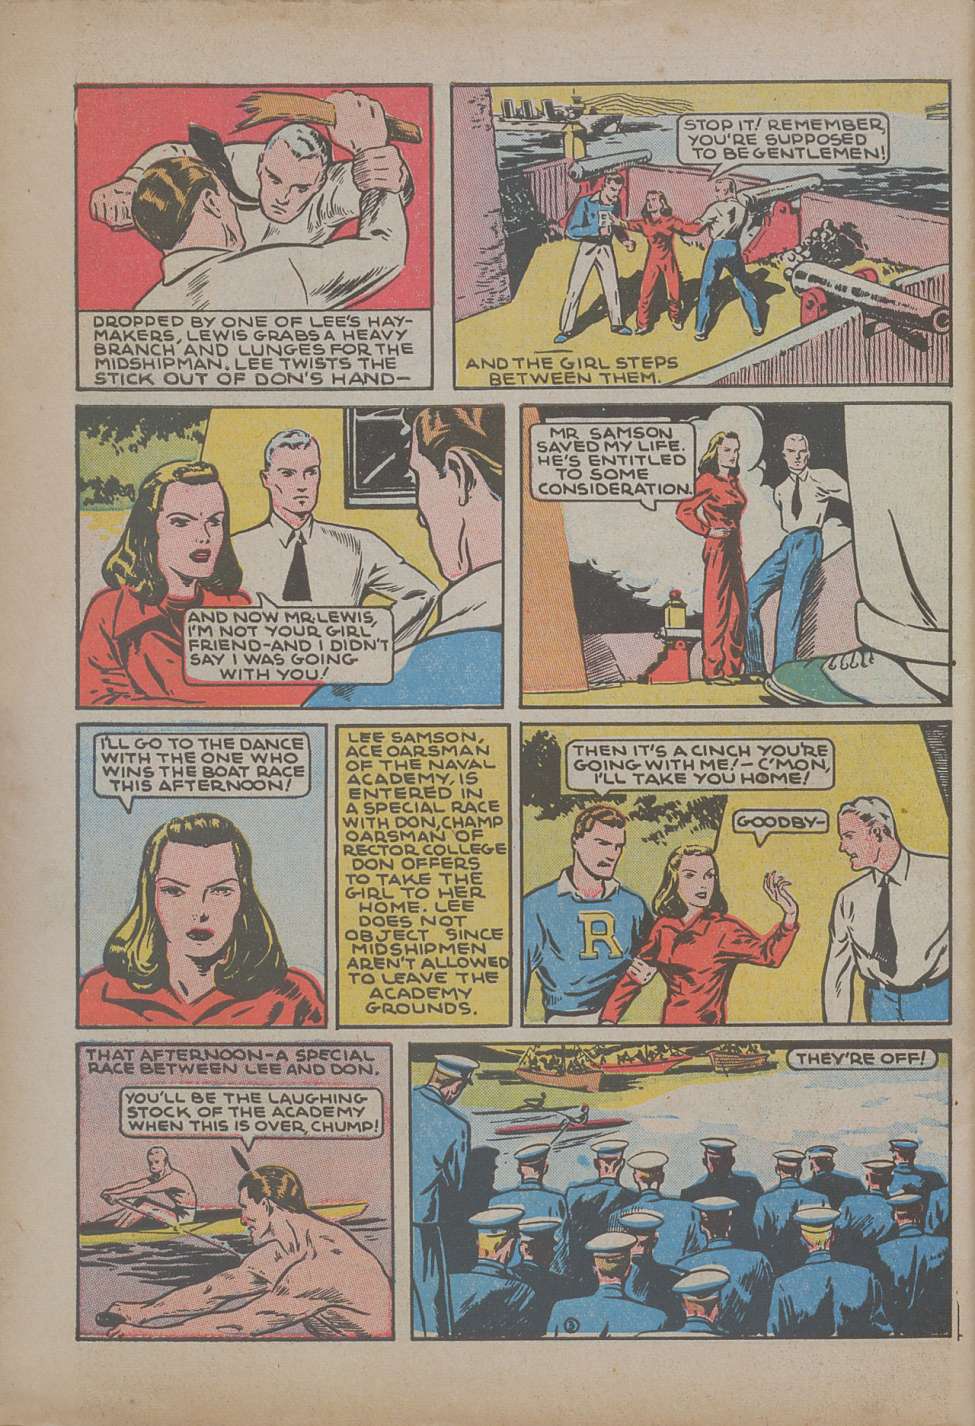 DROPPED BY ONE OF LEE'S HAY-
MAKERS, LEWIS GRABS A HEAVY
BRANCH AND LUNGES FOR THE
MIDSHIPMAN. LEE TWISTS THE
STICK OUT OF DON'S HAND—
STOP IT! REMEMBER,
YOU'RE SUPPOSED
TO BE GENTLEMEN!
AND THE GIRL STEPS
BETWEEN THEM.
AND NOW MR. LEWIS,
I'M NOT YOUR GIRL
FRIEND-AND I DIDN'T
SAY I WAS GOING
WITH YOU!
MR. SAMSON
SAVED MY LIFE.
HE'S ENTITLED
TO SOME
CONSIDERATION.
I'LL GO TO THE DANCE
WITH THE ONE WHO
WINS THE BOAT RACE
THIS AFTERNOON!
LEE SAMSON,
ACE OARSMAN
OF THE NAVAL
ACADEMY, IS
ENTERED IN
A SPECIAL RACE
WITH DON, CHAMP
OARSMAN OF
RECTOR COLLEGE
DON OFFERS
TO TAKE THE
GIRL TO HER
HOME. LEE
DOES NOT
OBJECT SINCE
MIDSHIPMEN
AREN'T ALLOWED
TO LEAVE THE
ACADEMY
GROUNDS.
THEN IT'S A CINCH YOU'RE
GOING WITH ME! - C'MON,
I'LL TAKE YOU HOME!
GOODBY-
R
THAT AFTERNOON-A SPECIAL
RACE BETWEEN LEE AND DON.
YOU'LL BE THE LAUGHING
STOCK OF THE ACADEMY
WHEN THIS IS OVER, CHUMP!
THEY'RE OFF!
3